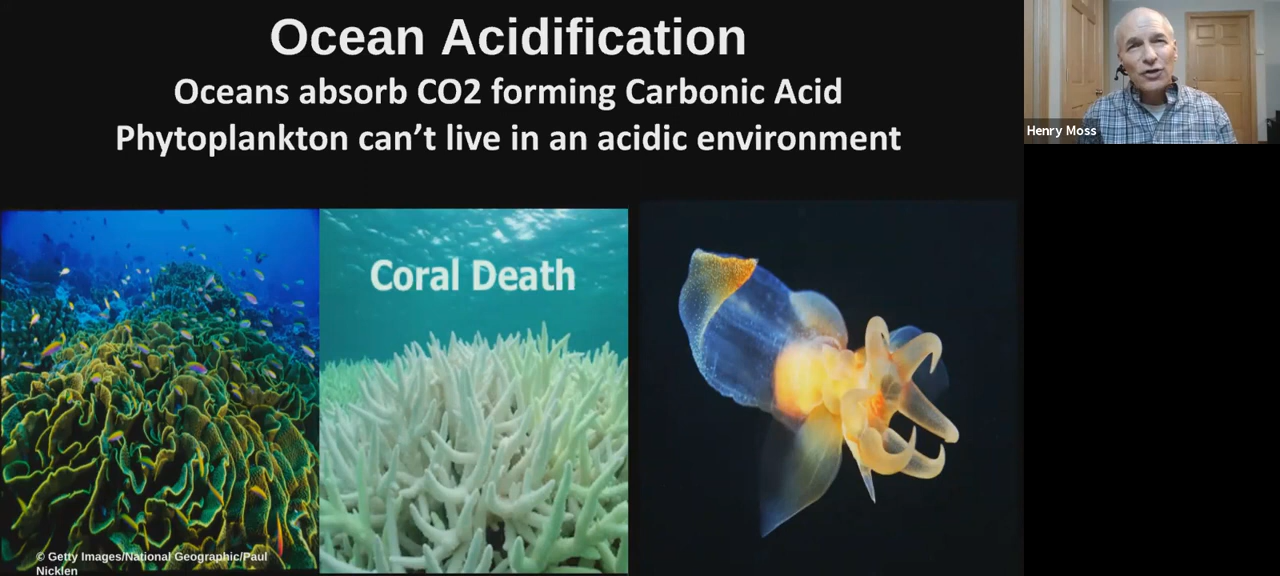 Ocean Acidification
Oceans absorb CO2 forming Carbonic Acid
Phytoplankton can't live in an acidic environment
Henry Moss
Coral Death
© Getty Images/National Geographic/Paul
Nicklen